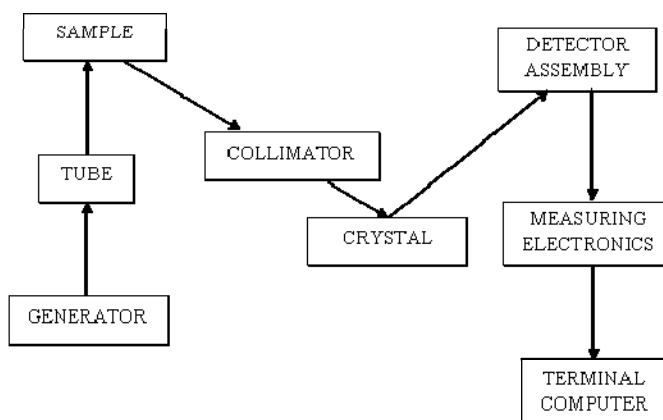 SAMPLE
DETECTOR
ASSEMBLY
COLLIMATOR
TUBE
CRYSTAL
MEASURING
ELECTRONICS
GENERATOR
TERMINAL
COMPUTER